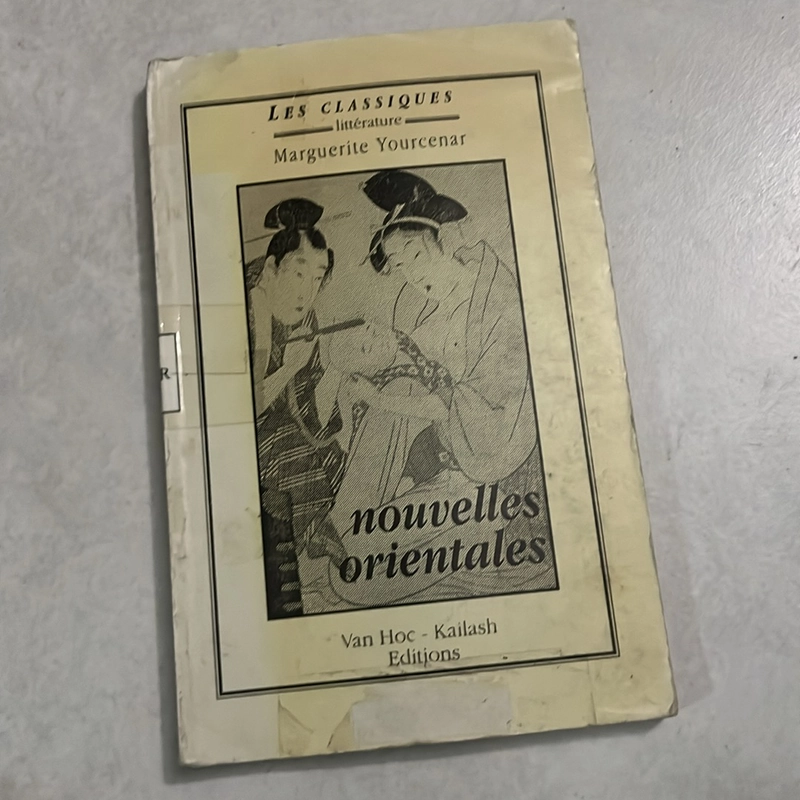 LES CLASSIQUES
littérature
Marguerite Yourcenar
R
nouvelles
orientales
Van Hoc - Kailash
Editions